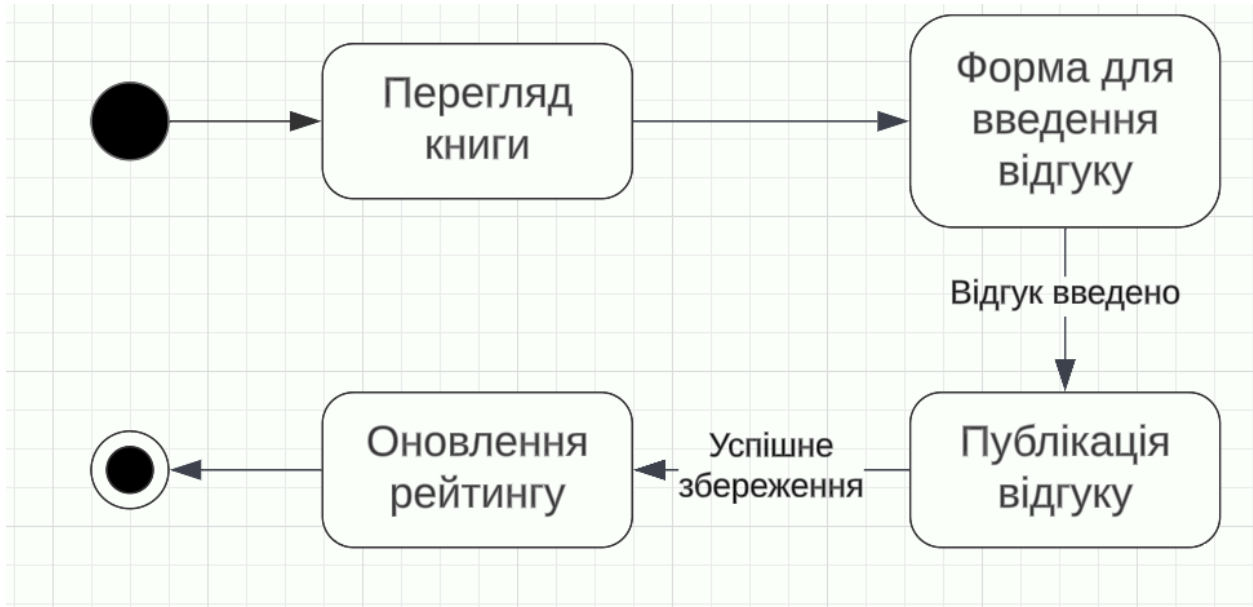 Перегляд
книги
Форма для
введення
відгуку
Відгук введено
Публікація
відгуку
Успішне
збереження
Оновлення
рейтингу